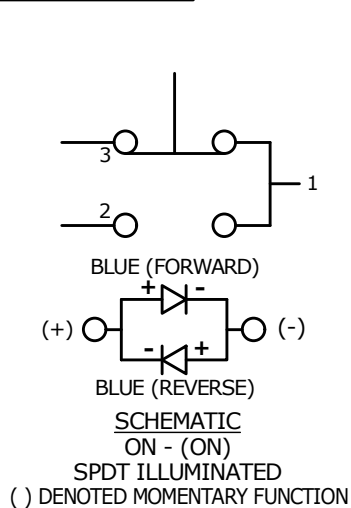 3
1
2
BLUE (FORWARD)
+ -
(+) (-)
- +
BLUE (REVERSE)
SCHEMATIC
ON - (ON)
SPDT ILLUMINATED
( ) DENOTED MOMENTARY FUNCTION